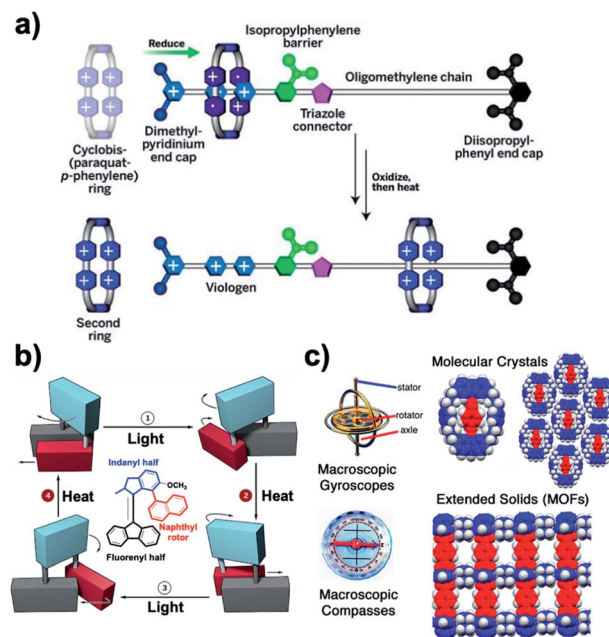 a)
Reduce
Isopropylphenylene
barrier
Oligomethylene chain
Cyclobis-
(paraquat-
p-phenylene)
ring
Dimethyl-
pyridinium
end cap
Triazole
connector
Diisopropyl-
phenyl end cap
Oxidize,
then heat
Second
ring
Viologen
b)
1
Light
4
Heat
Indanyl half
OCH3
Naphthyl
rotor
Fluorenyl half
2
Heat
3
Light
c)
Molecular Crystals
stator
rotator
axle
Macroscopic
Gyroscopes
Extended Solids (MOFs)
Macroscopic
Compasses